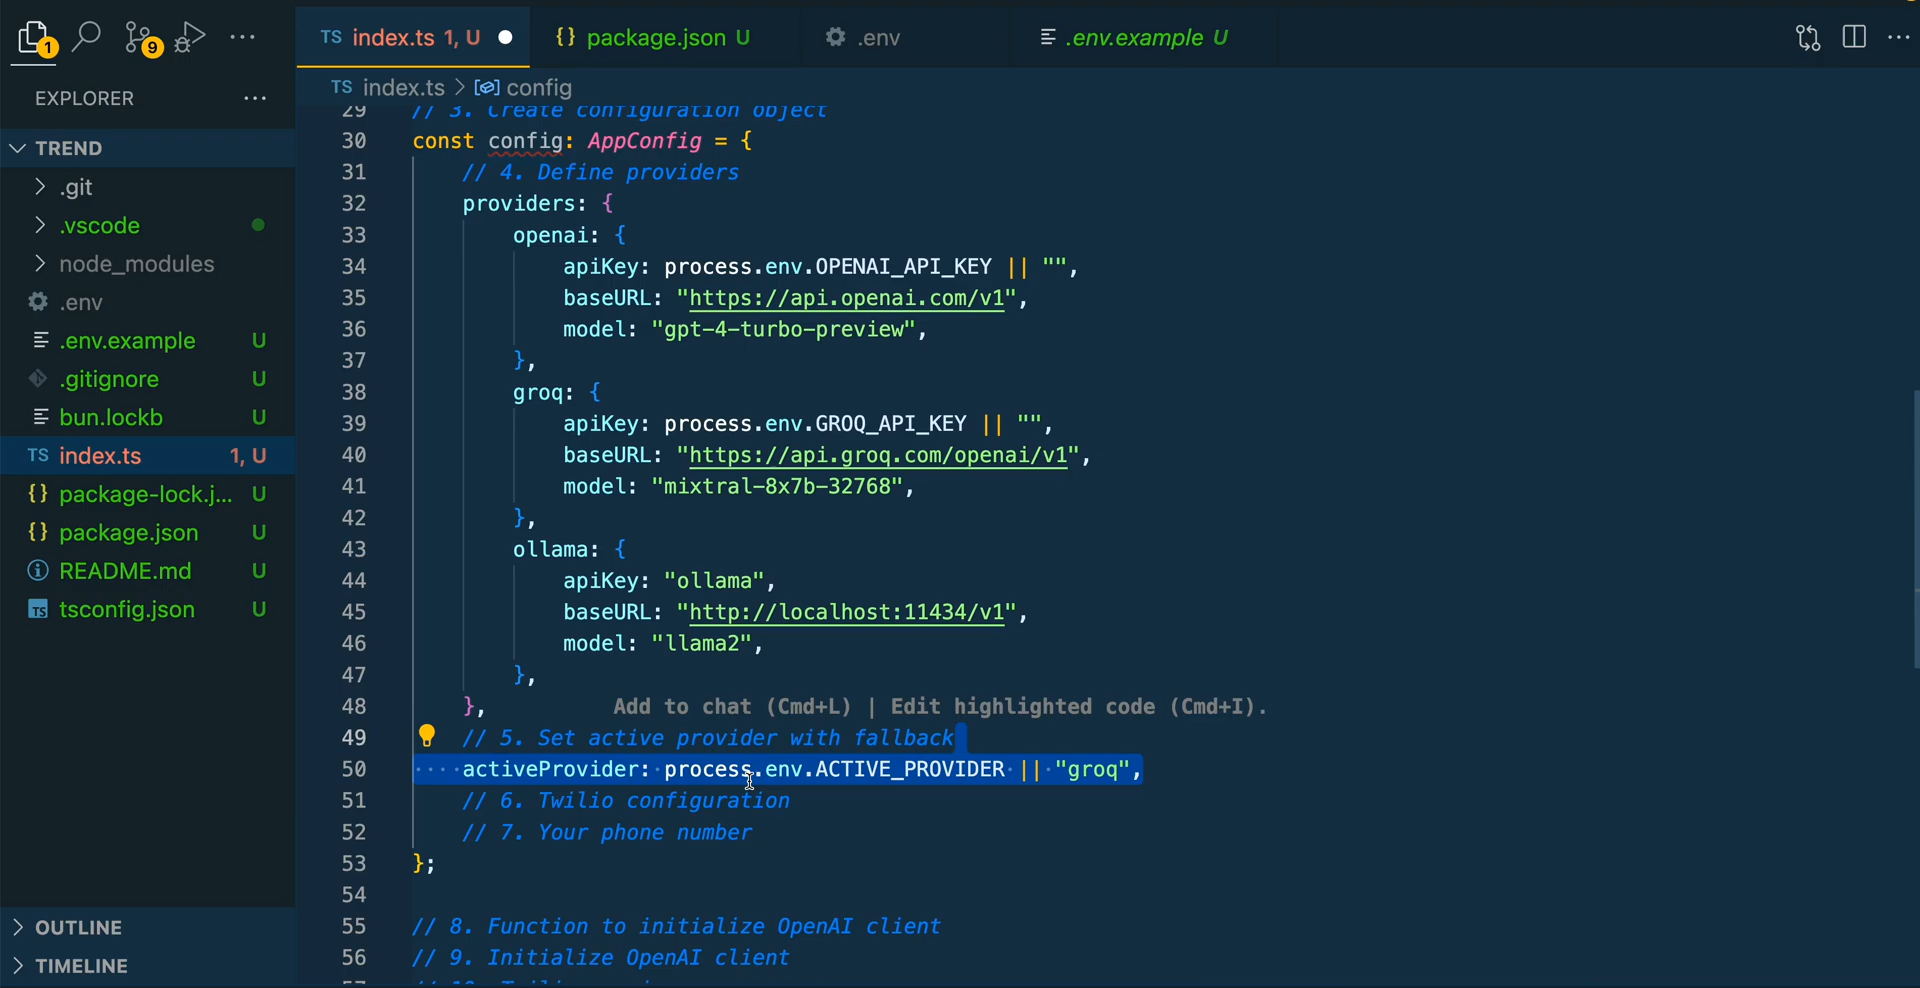 1
9
TS index.ts 1, U
{} package.json U
.env
.env.example U
EXPLORER
TS index.ts > config
TREND
.git
.vscode
node_modules
.env
.env.example U
.gitignore U
bun.lockb U
TS index.ts 1, U
{} package-lock.j... U
{} package.json U
README.md U
TS tsconfig.json U
OUTLINE
TIMELINE
29 // 3. Create configuration object
30 const config: AppConfig = {
31 // 4. Define providers
32 providers: {
33 openai: {
34 apiKey: process.env.OPENAI_API_KEY || "",
35 baseURL: "https://api.openai.com/v1",
36 model: "gpt-4-turbo-preview",
37 },
38 groq: {
39 apiKey: process.env.GROQ_API_KEY || "",
40 baseURL: "https://api.groq.com/openai/v1",
41 model: "mixtral-8x7b-32768",
42 },
43 ollama: {
44 apiKey: "ollama",
45 baseURL: "http://localhost:11434/v1",
46 model: "llama2",
47 },
48 }, Add to chat (Cmd+L) | Edit highlighted code (Cmd+I).
49 // 5. Set active provider with fallback
50 activeProvider: process.env.ACTIVE_PROVIDER || "groq",
51 // 6. Twilio configuration
52 // 7. Your phone number
53 };
54
55 // 8. Function to initialize OpenAI client
56 // 9. Initialize OpenAI client